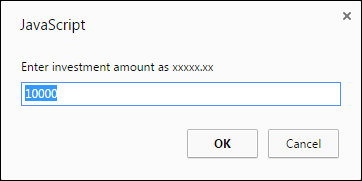 JavaScript
Enter investment amount as xxxxx.xx
10000
OK
Cancel